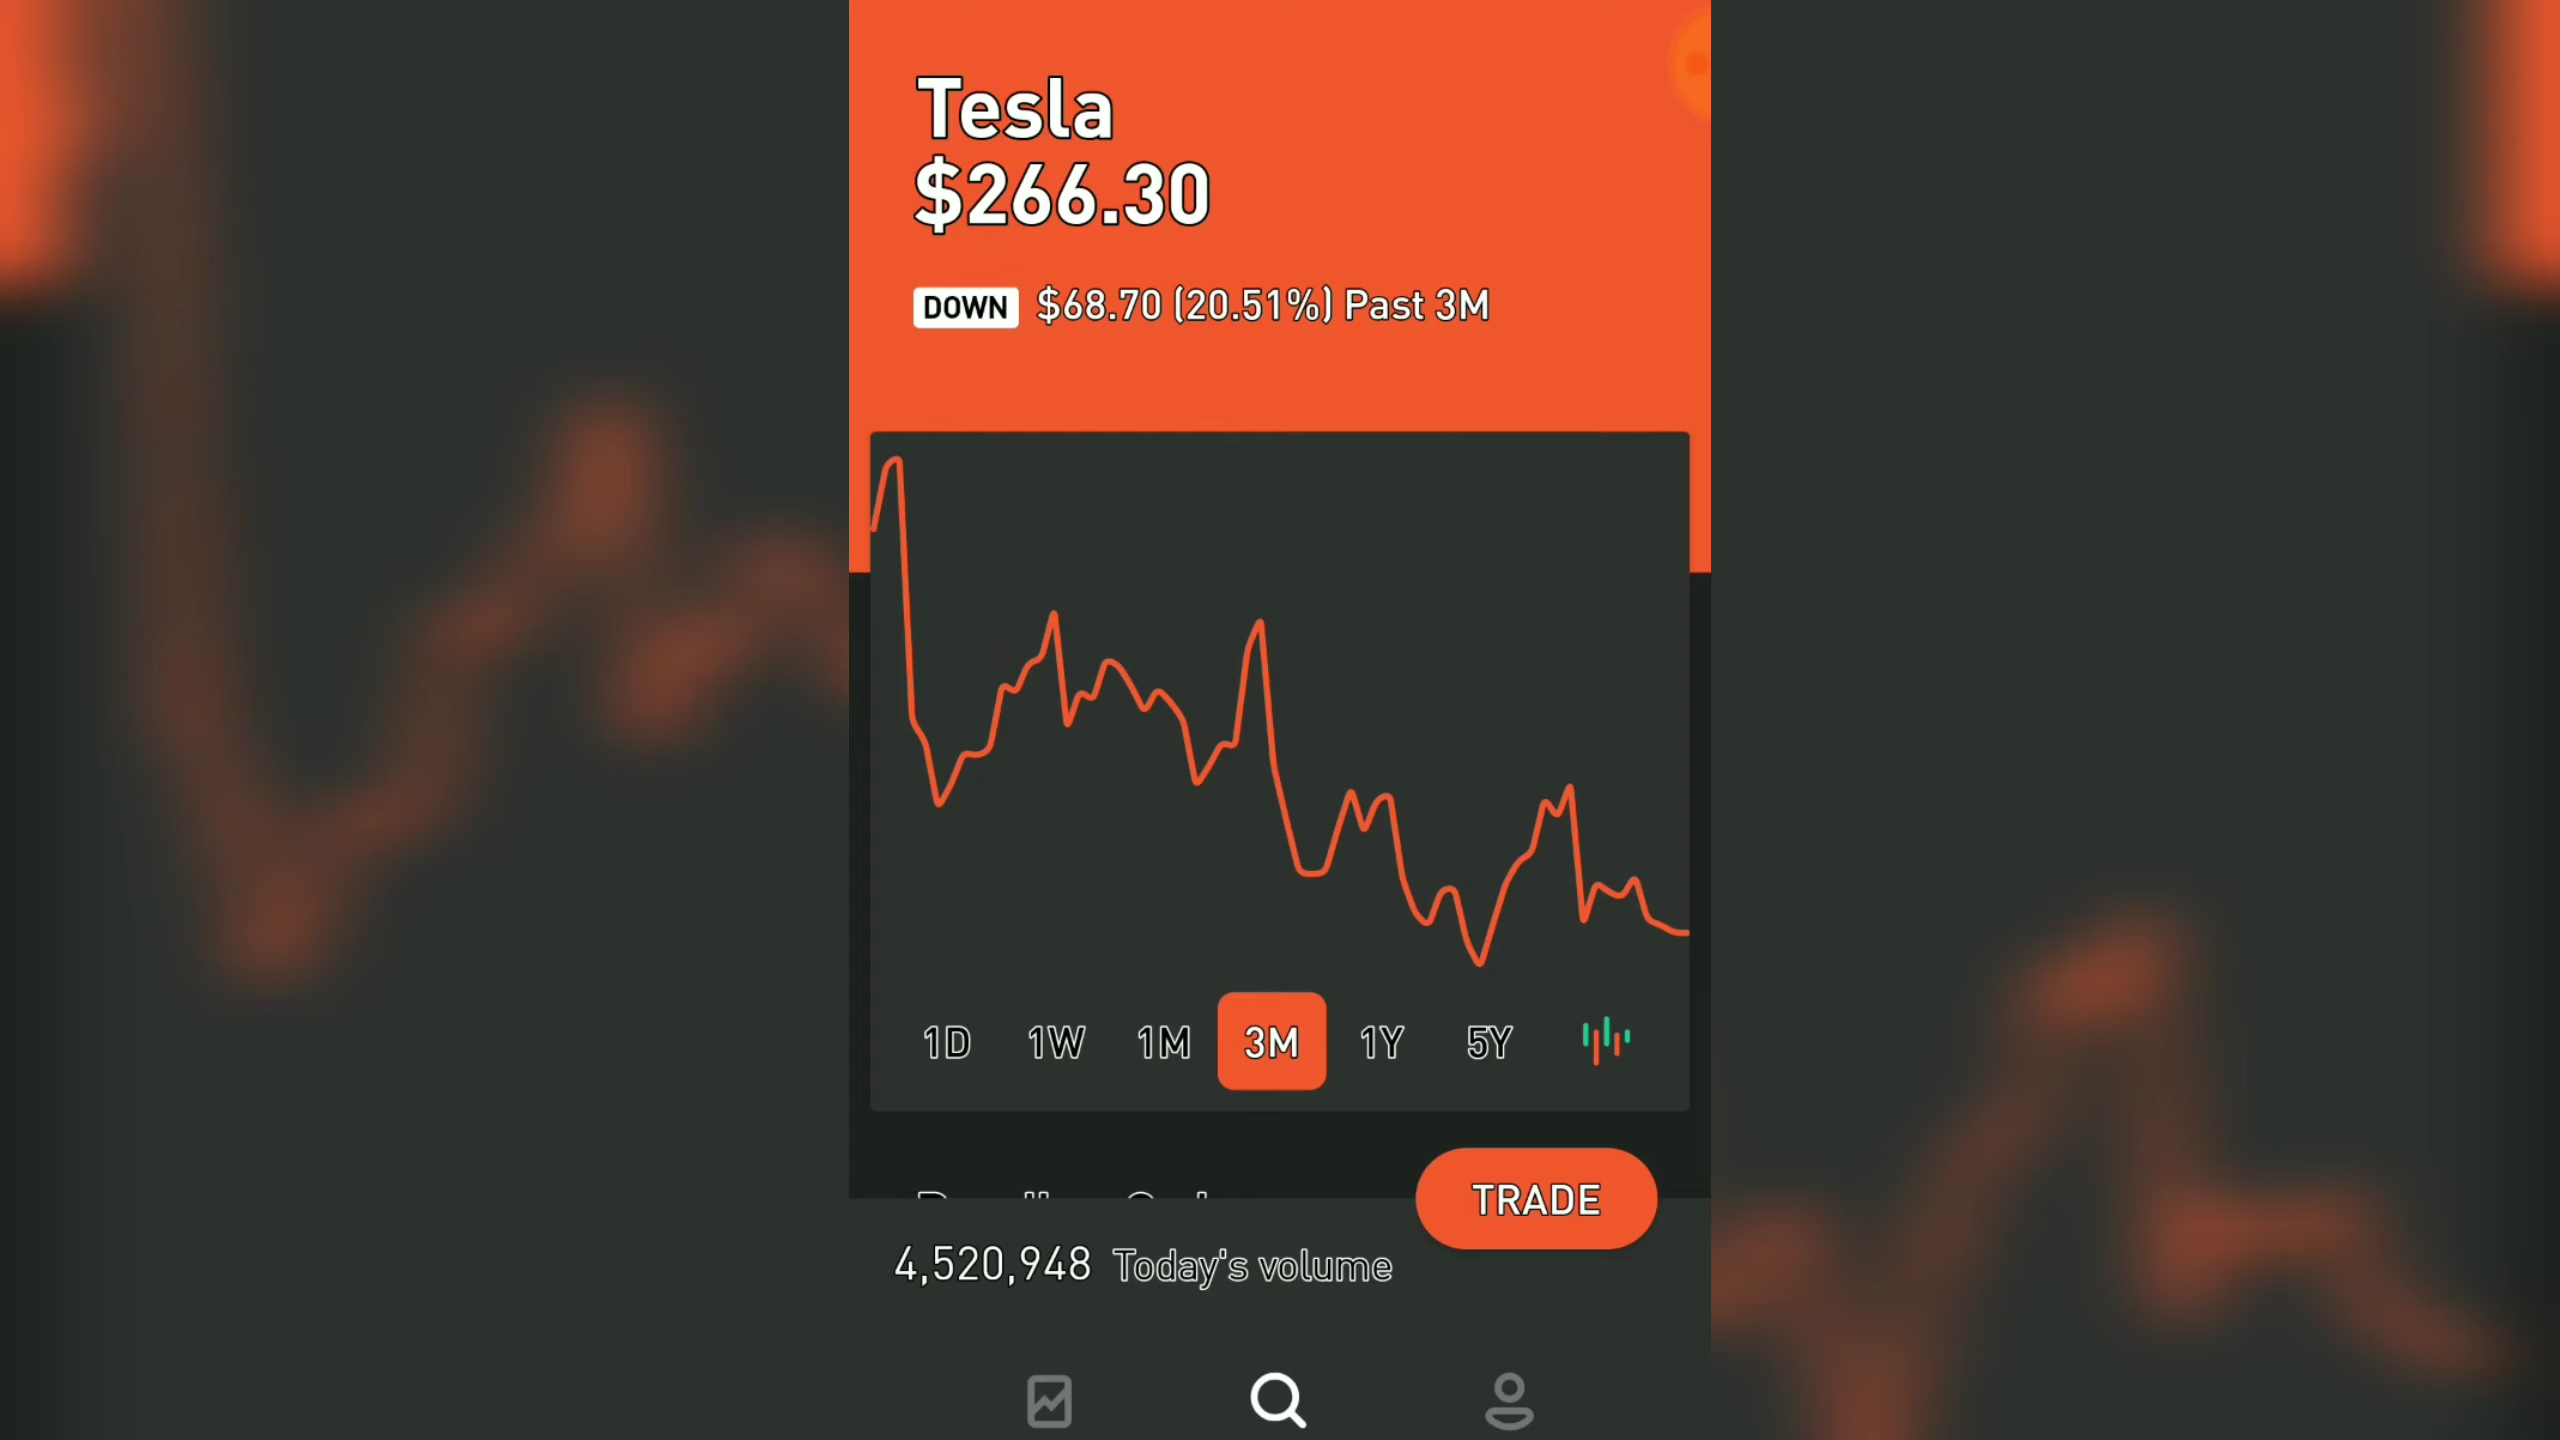 Tesla
$266.30
DOWN $68.70 (20.51%) Past 3M
1D 1W 1M 3M 1Y 5Y
TRADE
4,520,948 Today's volume